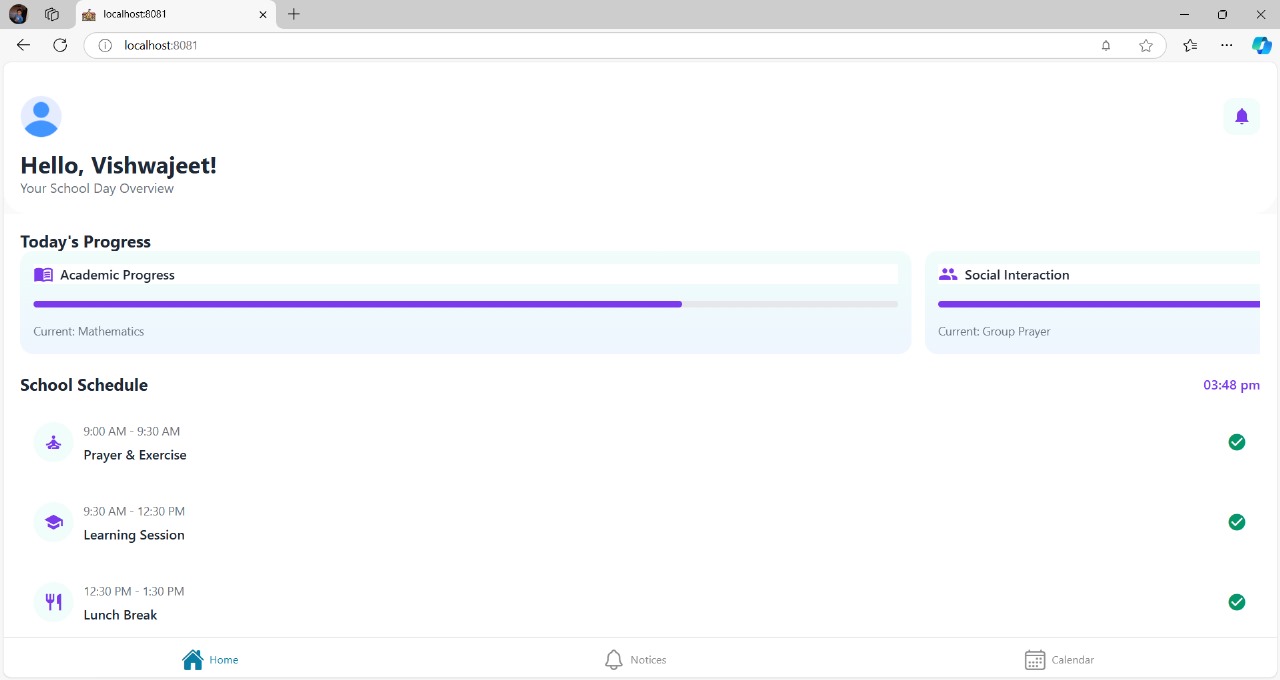 localhost:8081
localhost:8081
Hello, Vishwajeet!
Your School Day Overview
Today's Progress
Academic Progress
Current: Mathematics
Social Interaction
Current: Group Prayer
School Schedule
03:48 pm
9:00 AM - 9:30 AM
Prayer & Exercise
9:30 AM - 12:30 PM
Learning Session
12:30 PM - 1:30 PM
Lunch Break
Home
Notices
Calendar